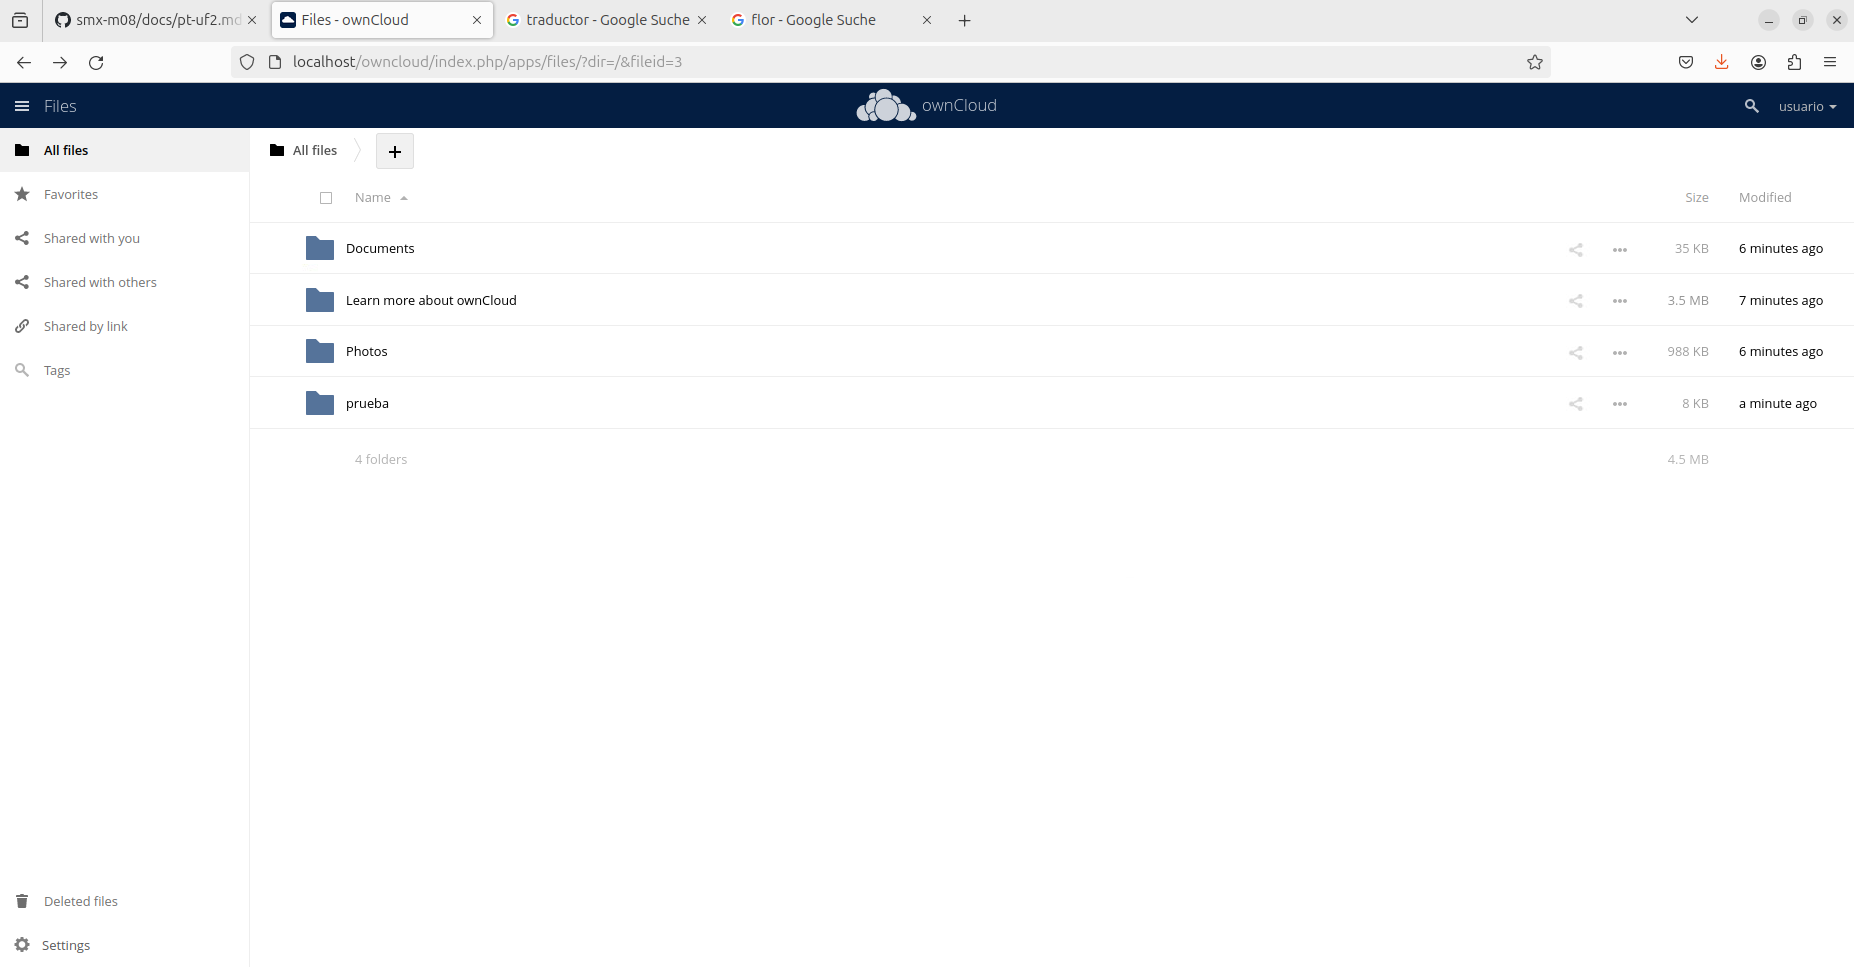 smx-m08/docs/pt-uf2.md
Files - ownCloud
traductor - Google Suche
flor - Google Suche
localhost/owncloud/index.php/apps/files/?dir=/&fileid=3
Files
ownCloud
usuario
All files
Favorites
Shared with you
Shared with others
Shared by link
Tags
Deleted files
Settings
All files
+
Name
Size
Modified
Documents
35 KB
6 minutes ago
Learn more about ownCloud
3.5 MB
7 minutes ago
Photos
988 KB
6 minutes ago
prueba
8 KB
a minute ago
4 folders
4.5 MB